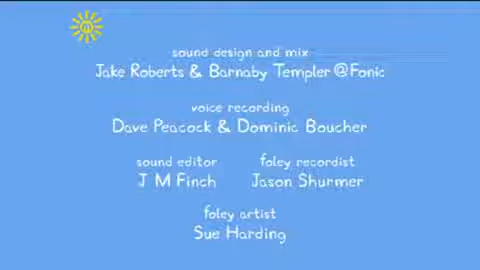 sound design and mix
Jake Roberts & Barnaby Templer @Fonic
voice recording
Dave Peacock & Dominic Boucher
sound editor foley recordist
J M Finch Jason Shurmer
foley artist
Sue Harding